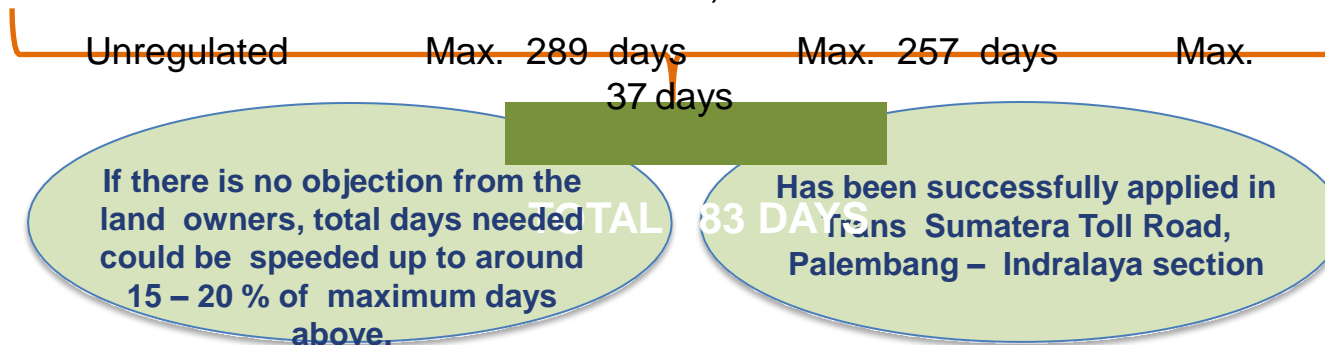 Unregulated Max. 289 days Max. 257 days Max.
37 days
If there is no objection from the
land owners, total days needed
could be speeded up to around
15 – 20 % of maximum days
above.
TOTAL 83 DAYS
Has been successfully applied in
Trans Sumatera Toll Road,
Palembang – Indralaya section